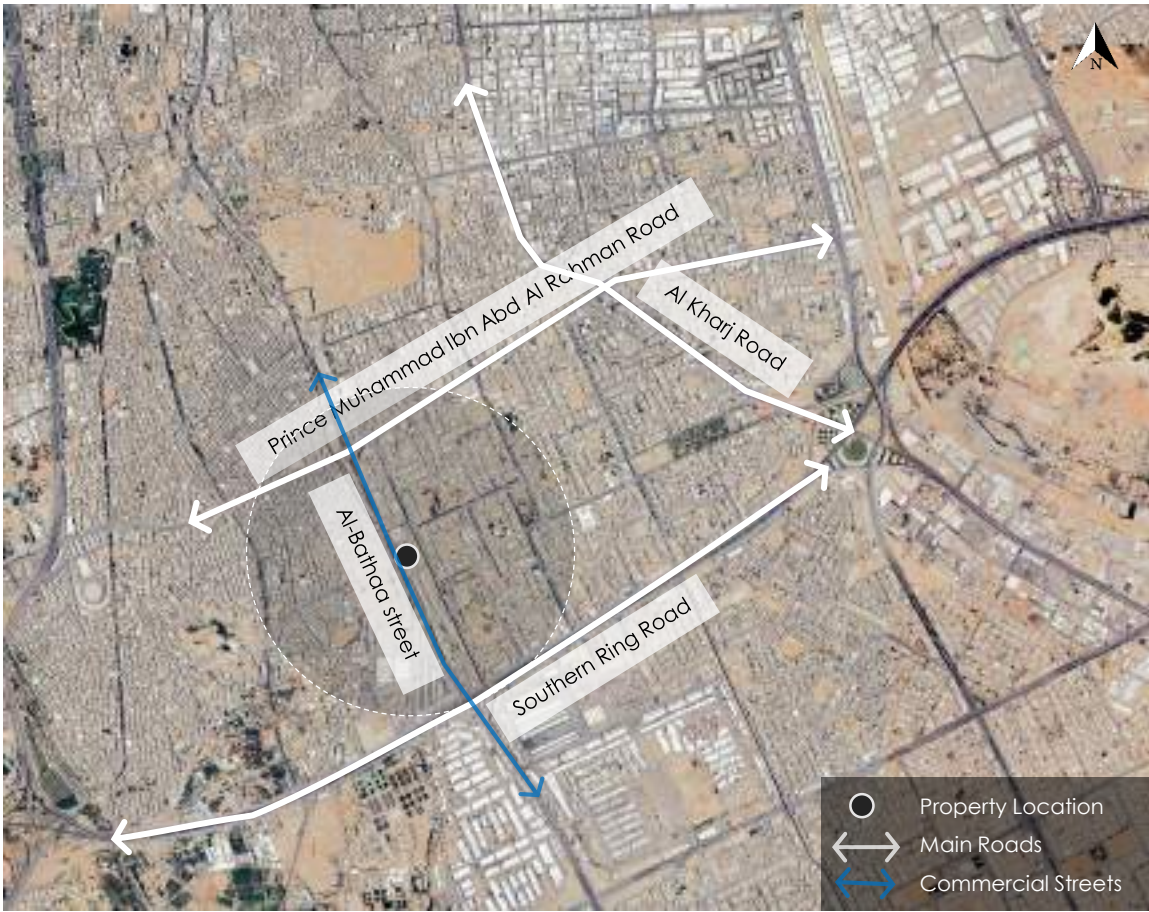 N
Prince Muhammad Ibn Abd Al Rahman Road
Al Kharj Road
Al-Bathaa street
Southern Ring Road
Property Location
Main Roads
Commercial Streets